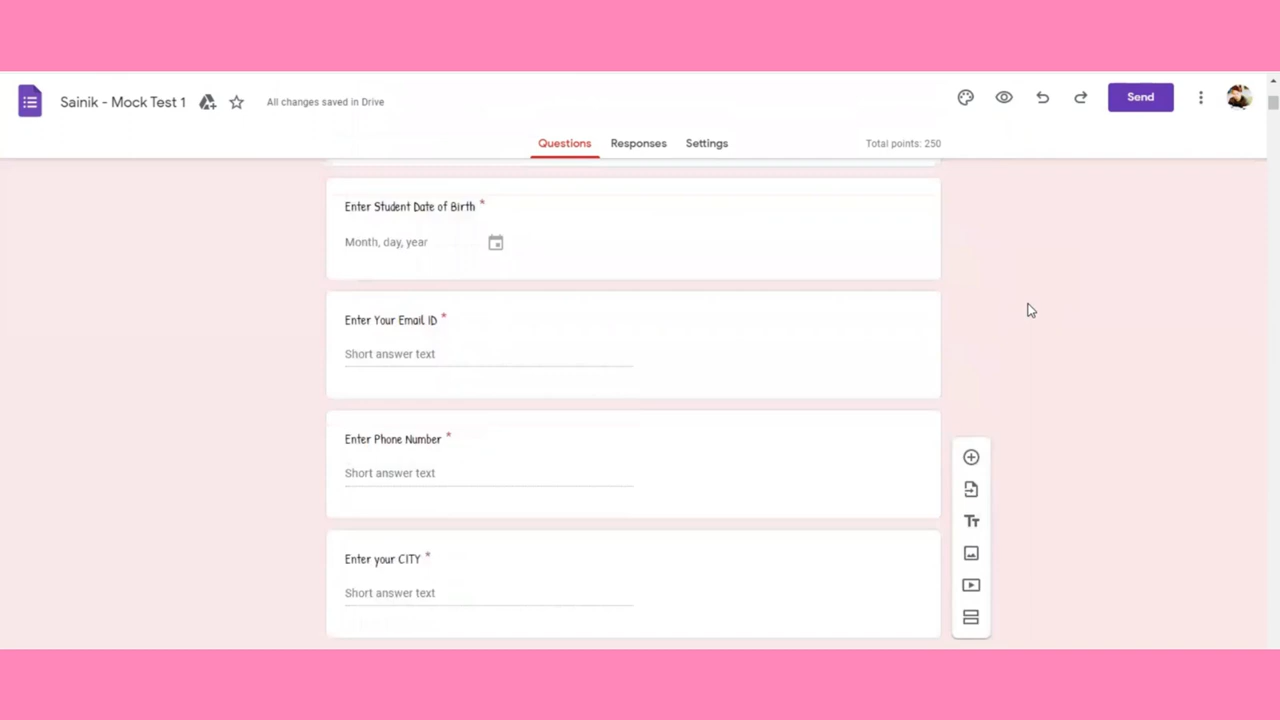 Sainik - Mock Test 1
All changes saved in Drive
Send
Questions
Responses
Settings
Total points: 250
Enter Student Date of Birth *
Month, day, year
Enter Your Email ID *
Short answer text
Enter Phone Number *
Short answer text
Enter your CITY *
Short answer text
Tt